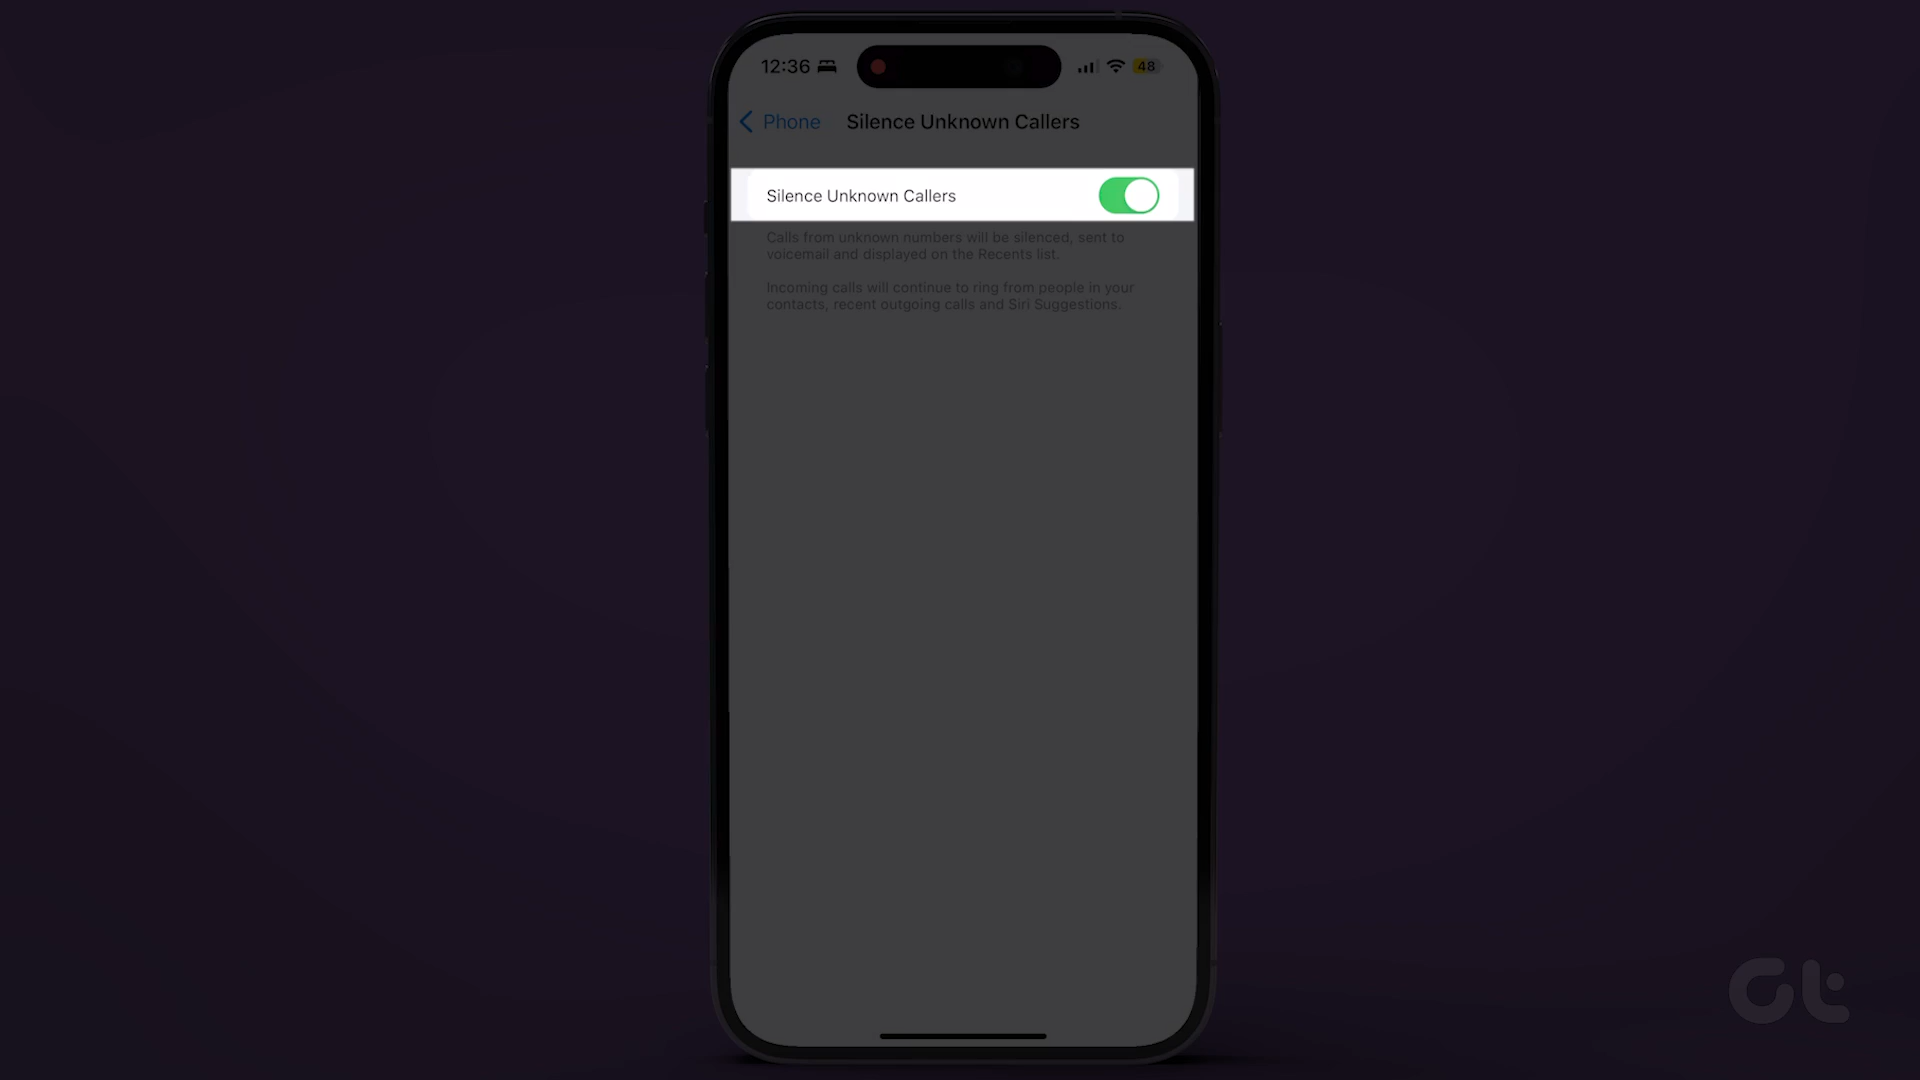 12:36
48
Phone
Silence Unknown Callers
Silence Unknown Callers
Calls from unknown numbers will be silenced, sent to
voicemail and displayed on the Recents list.
Incoming calls will continue to ring from people in your
contacts, recent outgoing calls and Siri Suggestions.
Gt